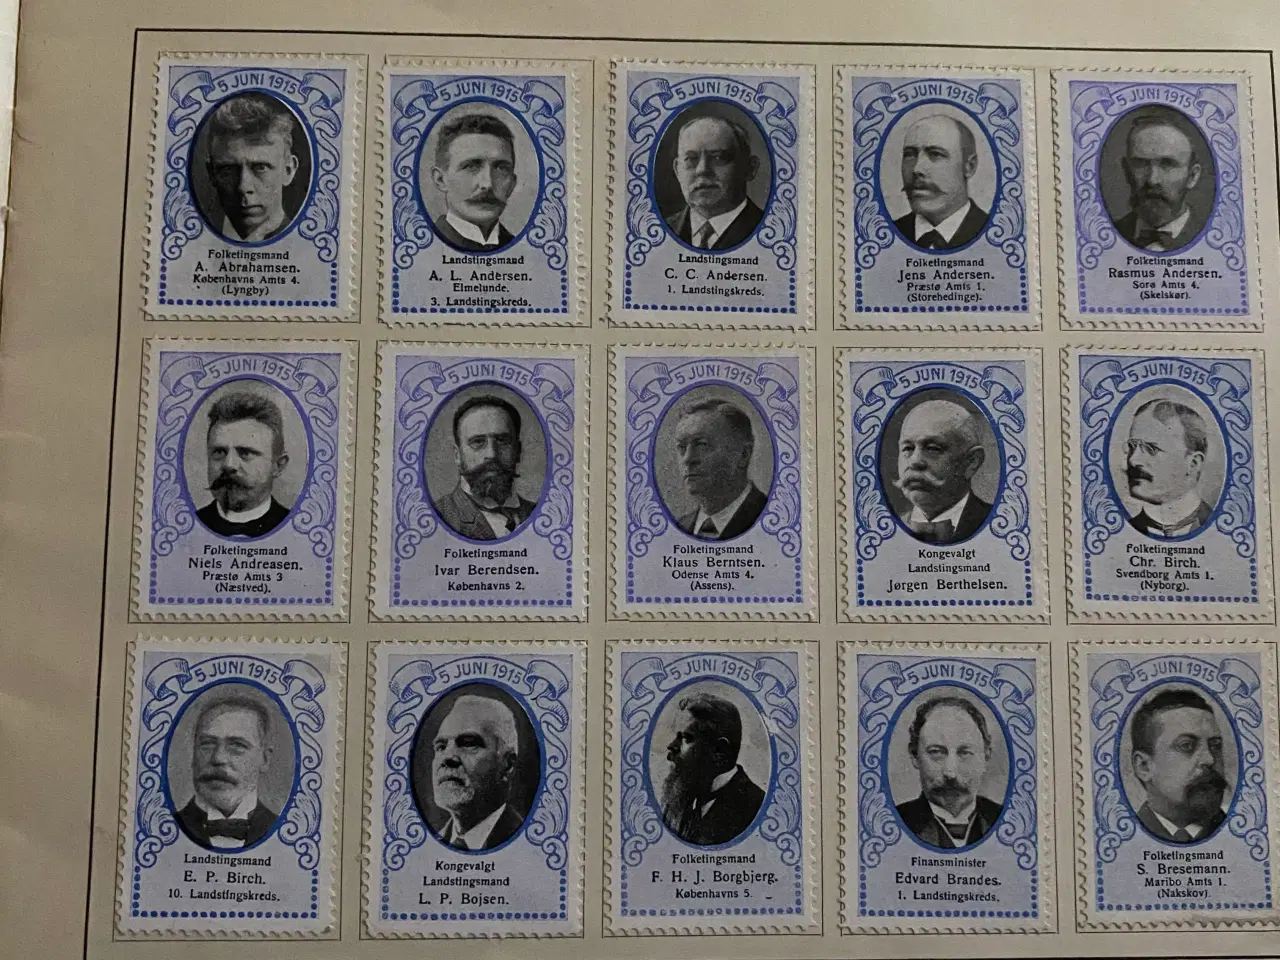 5 JUNI 1915
Folketingsmand
A. Abrahamsen.
Københavns Amts 4.
(Lyngby)
5 JUNI 1915
Landstingsmand
A. L. Andersen.
Elmelunde.
3. Landstingskreds.
5 JUNI 1915
Landstingsmand
C. C. Andersen.
1. Landstingskreds.
5 JUNI 1915
Folketingsmand
Jens Andersen.
Præstø Amts 1.
(Storehedinge).
5 JUNI 1915
Folketingsmand
Rasmus Andersen.
Sorø Amts 4.
(Skelskør).
5 JUNI 1915
Folketingsmand
Niels Andreasen.
Præstø Amts 3
(Næstved).
5 JUNI 1915
Folketingsmand
Ivar Berendsen.
Københavns 2.
5 JUNI 1915
Folketingsmand
Klaus Berntsen.
Odense Amts 4.
(Assens).
5 JUNI 1915
Kongevalgt
Landstingsmand
Jørgen Berthelsen.
5 JUNI 1915
Folketingsmand
Chr. Birch.
Svendborg Amts 1.
(Nyborg).
5 JUNI 1915
Landstingsmand
E. P. Birch.
10. Landstingskreds.
5 JUNI 1915
Kongevalgt
Landstingsmand
L. P. Bojsen.
5 JUNI 1915
Folketingsmand
F. H. J. Borgbjerg.
Københavns 5.
5 JUNI 1915
Finansminister
Edvard Brandes.
1. Landstingskreds.
5 JUNI 1915
Folketingsmand
S. Bresemann.
Maribo Amts 1.
(Nakskov).